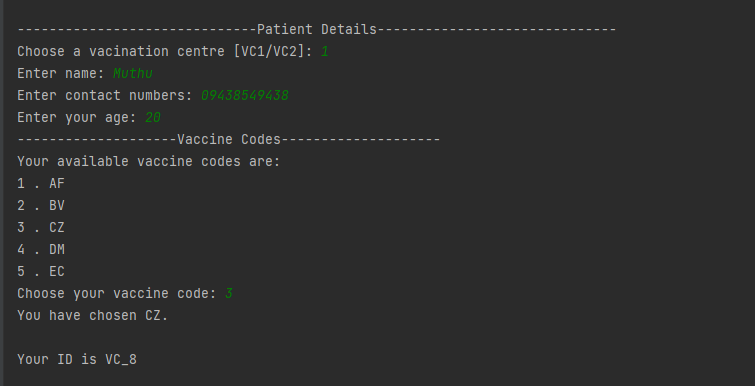 ------------------------------Patient Details------------------------------
Choose a vacination centre [VC1/VC2]: 1
Enter name: Muthu
Enter contact numbers: 09438549438
Enter your age: 20
--------------------Vaccine Codes--------------------
Your available vaccine codes are:
1 . AF
2 . BV
3 . CZ
4 . DM
5 . EC
Choose your vaccine code: 3
You have chosen CZ.
Your ID is VC_8